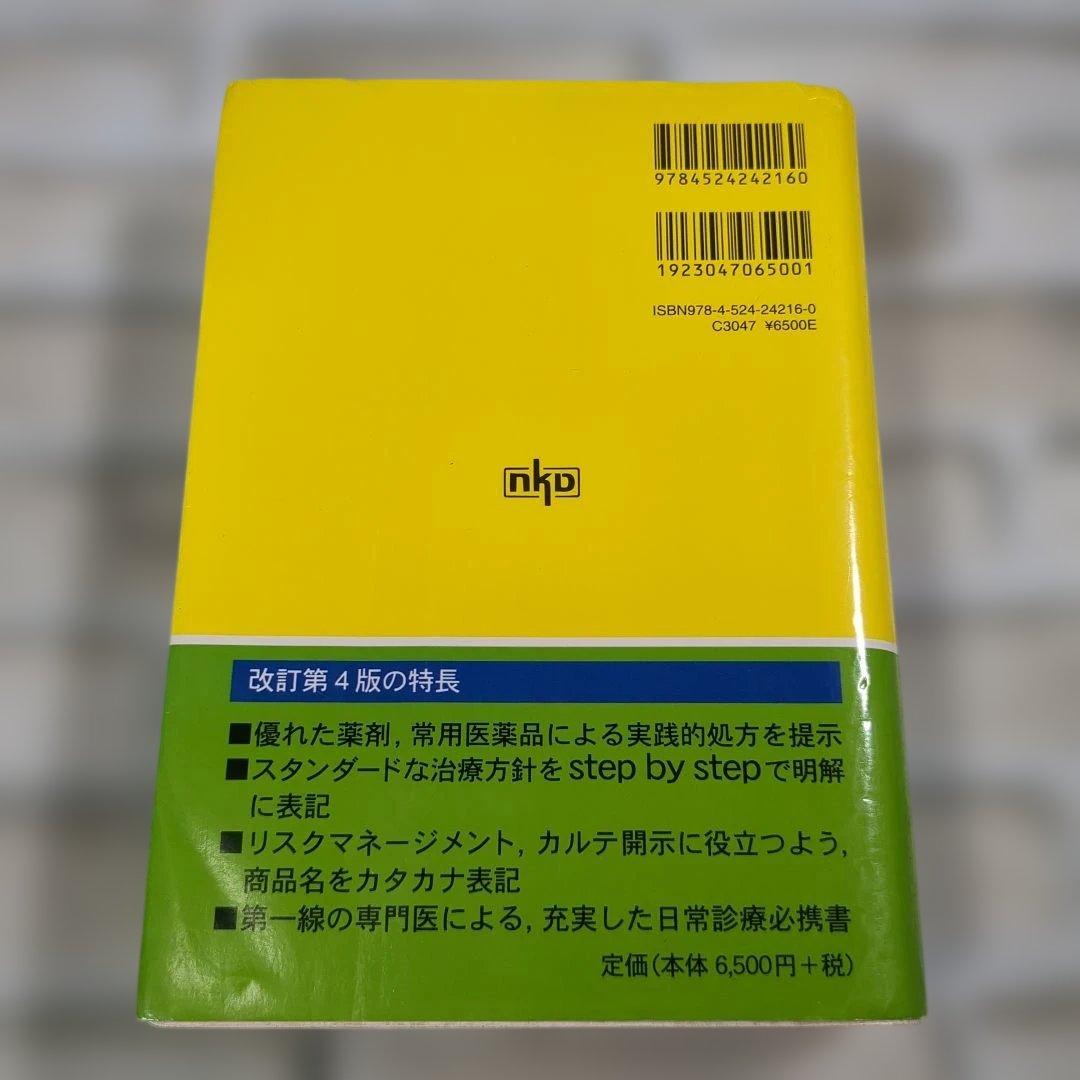 9784524242160
1923047065001
ISBN978-4-524-24216-0
C3047 ¥6500E
nkD
改訂第4版の特長
■優れた薬剤, 常用医薬品による実践的処方を提示
■スタンダードな治療方針をstep by stepで明解
に表記
■リスクマネージメント, カルテ開示に役立つよう,
商品名をカタカナ表記
■第一線の専門医による, 充実した日常診療必携書
定価(本体 6,500円+税)